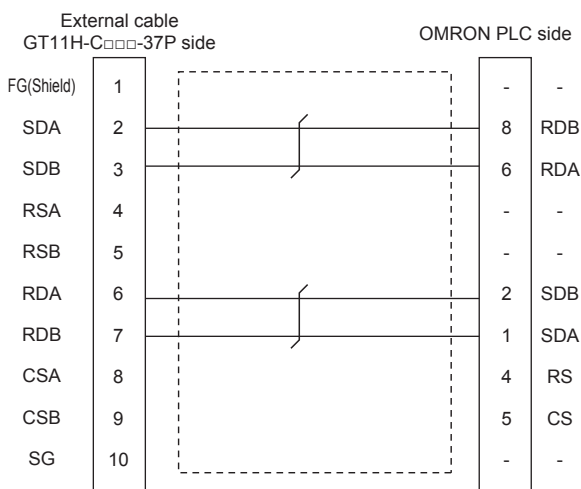 External cable
GT11H-C□□□-37P side
OMRON PLC side
FG(Shield) 1 - -
SDA 2 8 RDB
SDB 3 6 RDA
RSA 4 - -
RSB 5 - -
RDA 6 2 SDB
RDB 7 1 SDA
CSA 8 4 RS
CSB 9 5 CS
SG 10 - -